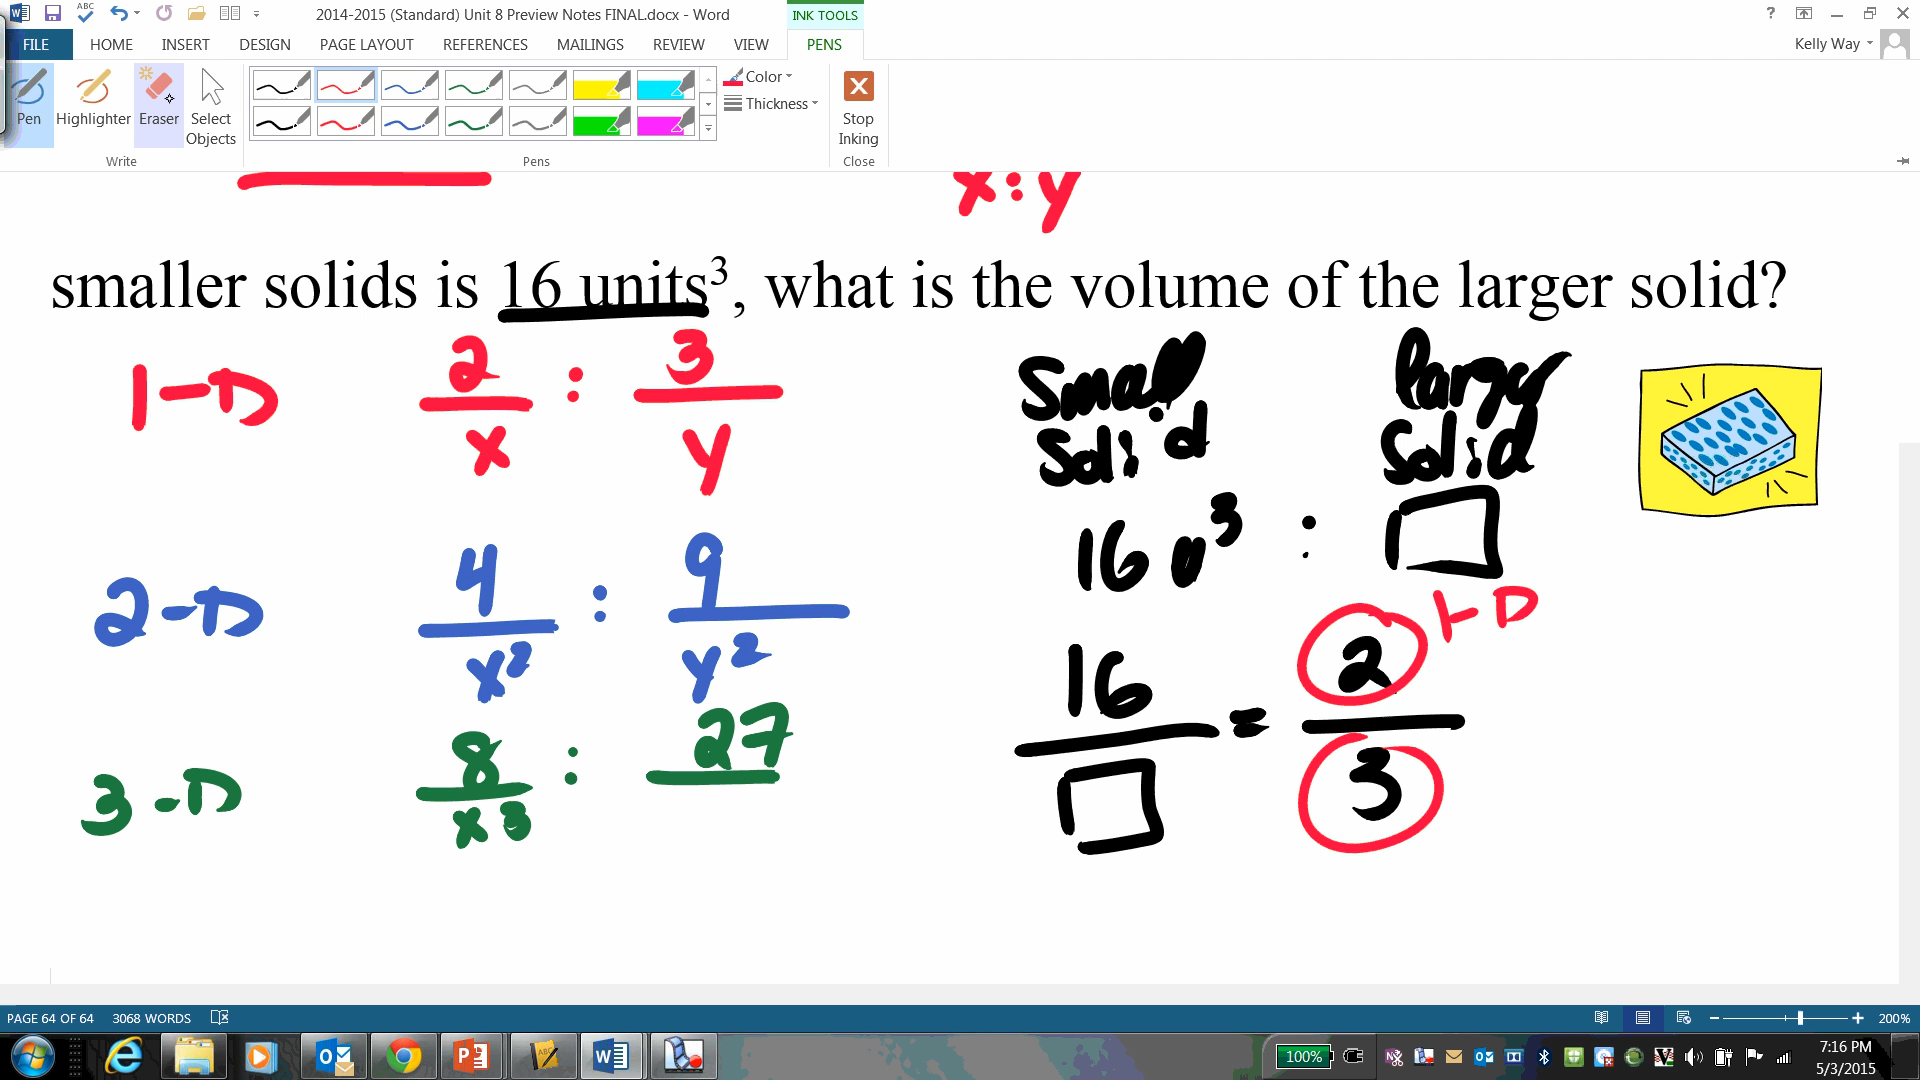 2014-2015 (Standard) Unit 8 Preview Notes FINAL.docx - Word
INK TOOLS
FILE HOME INSERT DESIGN PAGE LAYOUT REFERENCES MAILINGS REVIEW VIEW PENS
Kelly Way
Pen Highlighter Eraser Select Objects
Color
Thickness
Stop Inking
Write Pens Close
x:y
smaller solids is 16 units³, what is the volume of the larger solid?
1-D 2 : 3
x y
Small Solid larger Solid
16 u³ : □
2-D 4 : 9
x² y²
16 = 2 1-D
□ 3
3-D 8 : 27
x³
PAGE 64 OF 64 3068 WORDS
200%
100%
7:16 PM
5/3/2015